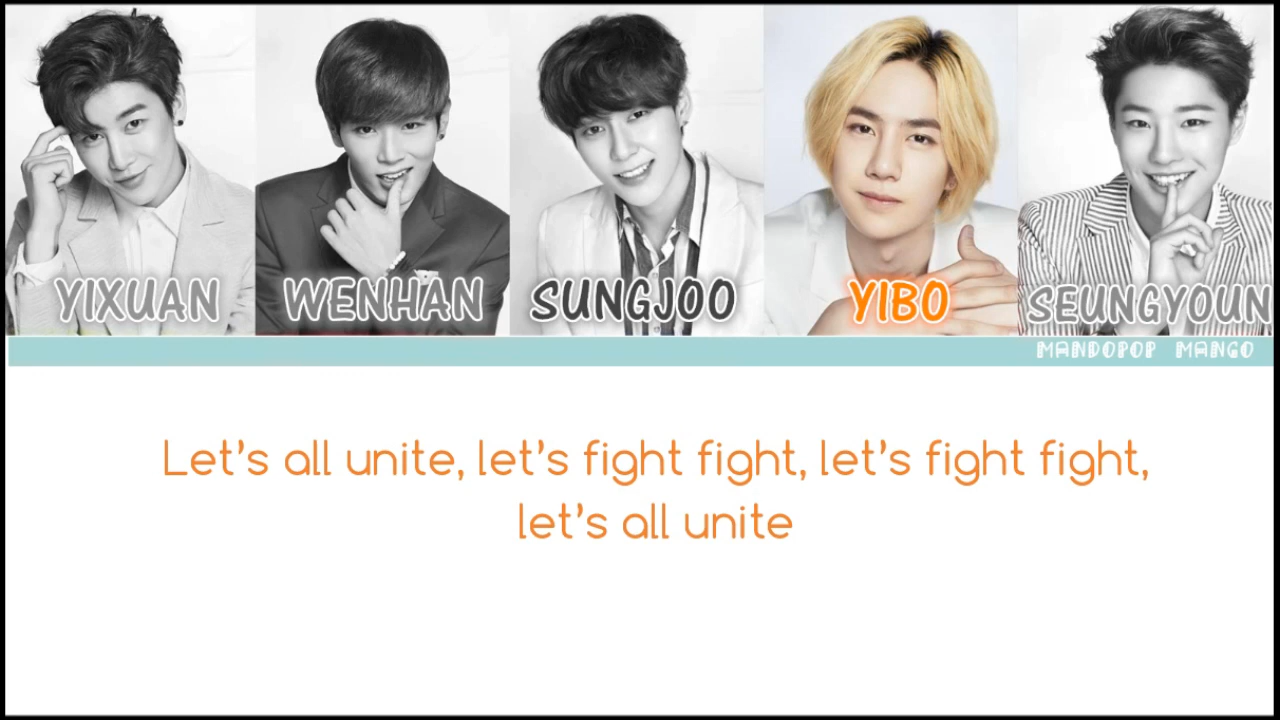 YIXUAN WENHAN SUNGJOO YIBO SEUNGYOUN
MANDOPOP MANGO
Let’s all unite, let’s fight fight, let’s fight fight,
let’s all unite